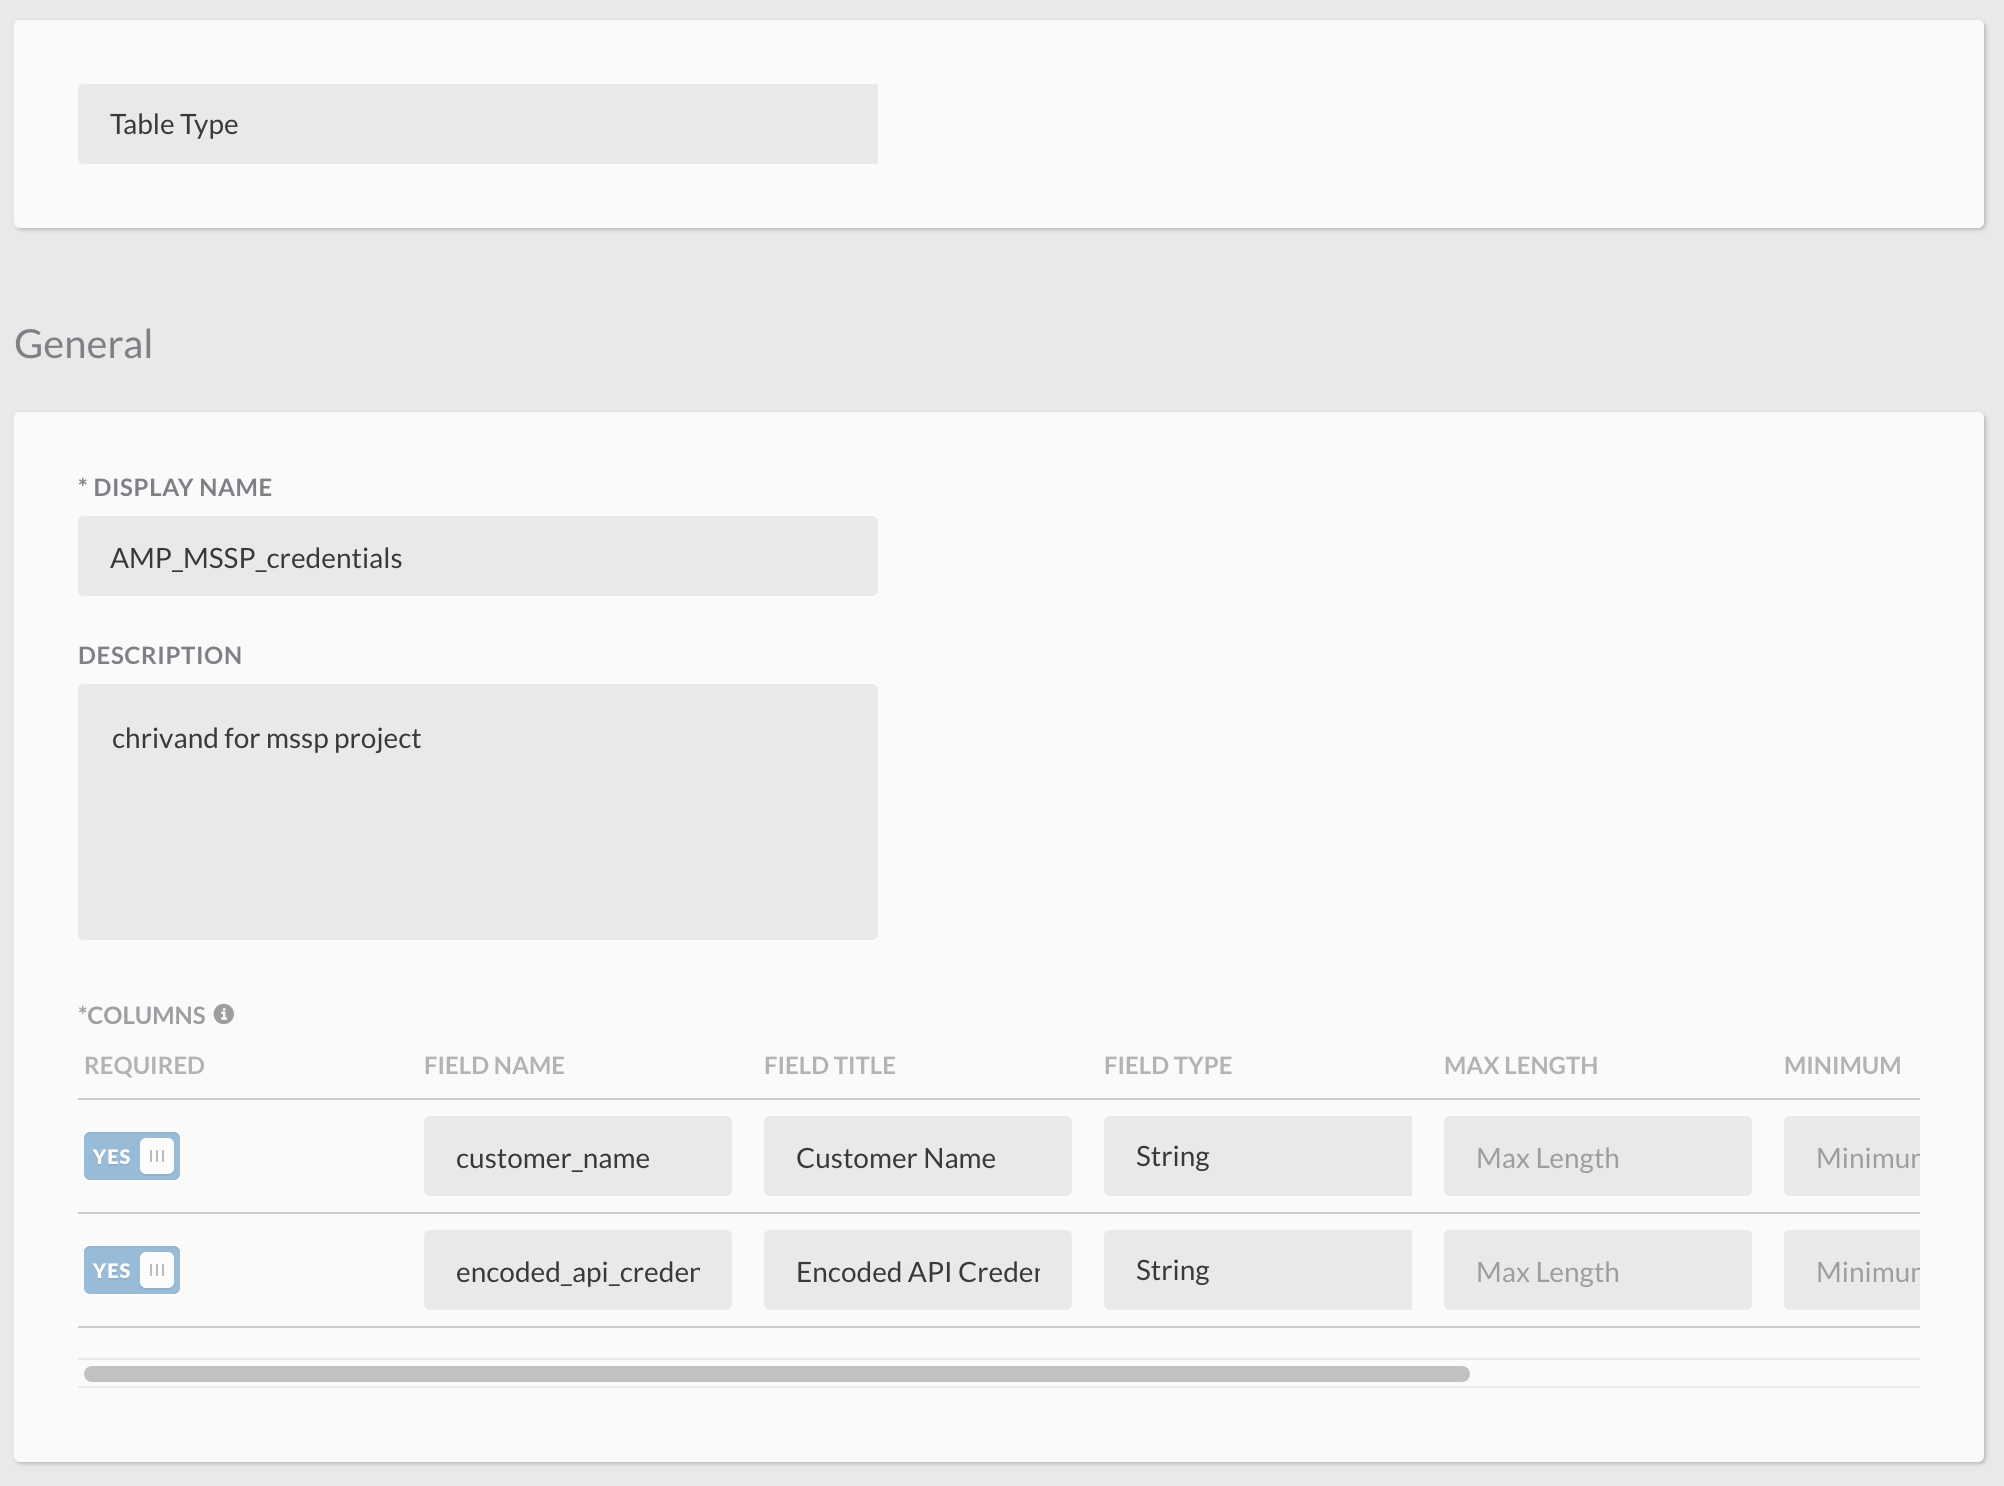 Table Type
General
* DISPLAY NAME
AMP_MSSP_credentials
DESCRIPTION
chrivand for mssp project
*COLUMNS
REQUIRED FIELD NAME FIELD TITLE FIELD TYPE MAX LENGTH MINIMUM
YES customer_name Customer Name String Max Length Minimur
YES encoded_api_creder Encoded API Creder String Max Length Minimur